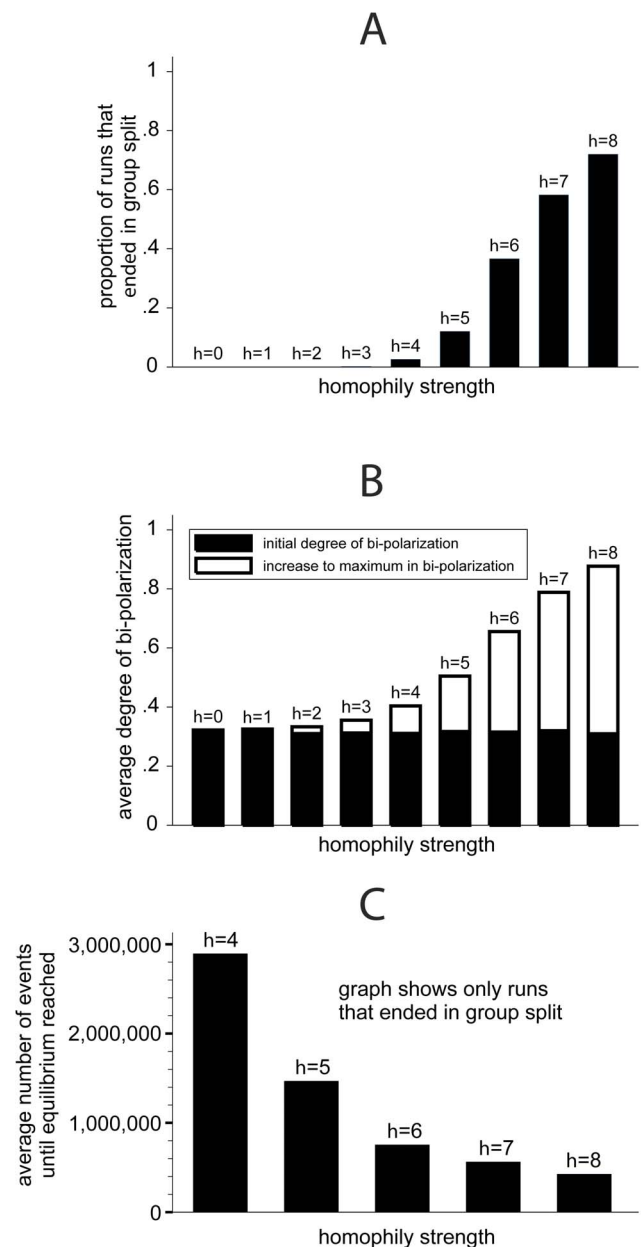 A
proportion of runs that
ended in group split
1
.8
.6
.4
.2
0
h=0 h=1 h=2 h=3 h=4 h=5 h=6 h=7 h=8
homophily strength
B
average degree of bi-polarization
1
.8
.6
.4
.2
0
initial degree of bi-polarization
increase to maximum in bi-polarization
h=0 h=1 h=2 h=3 h=4 h=5 h=6 h=7 h=8
homophily strength
C
average number of events
until equilibrium reached
3,000,000
2,000,000
1,000,000
0
graph shows only runs
that ended in group split
h=4 h=5 h=6 h=7 h=8
homophily strength